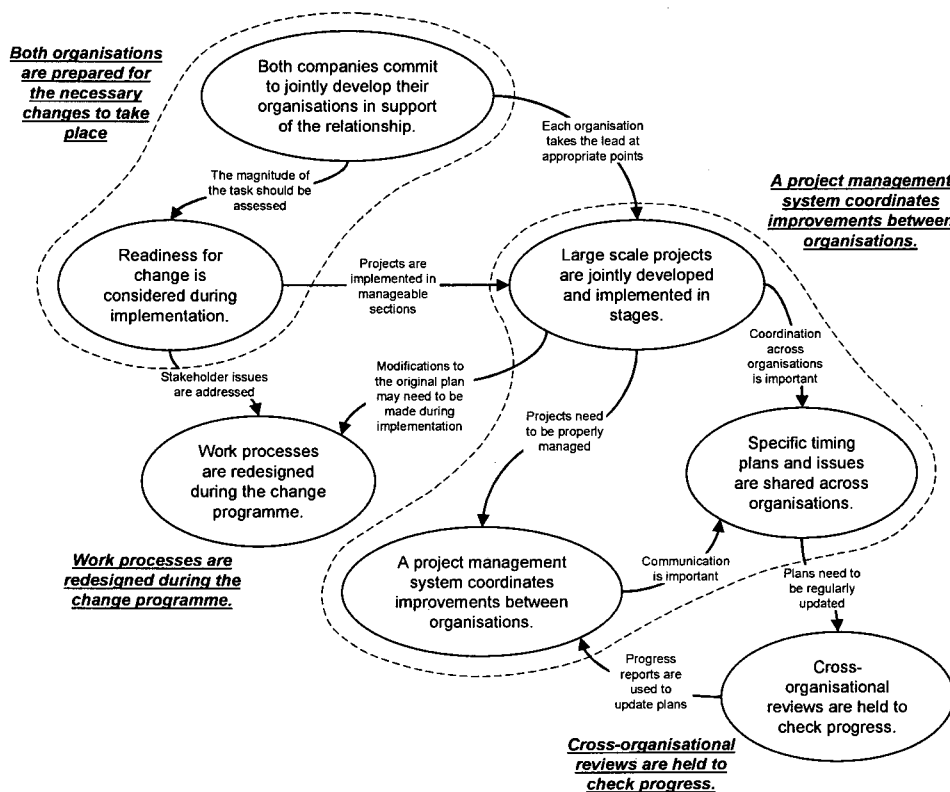 Both organisations
are prepared for
the necessary
changes to take
place
Both companies commit
to jointly develop their
organisations in support
of the relationship.
Each organisation
takes the lead at
appropriate points
The magnitude of
the task should be
assessed
A project management
system coordinates
improvements between
organisations.
Readiness for
change is
considered during
implementation.
Projects are
implemented in
manageable
sections
Large scale projects
are jointly developed
and implemented in
stages.
Coordination
across
organisations
is important
Stakeholder issues
are addressed
Modifications to
the original plan
may need to be
made during
implementation
Projects need
to be properly
managed
Work processes
are redesigned
during the change
programme.
Specific timing
plans and issues
are shared across
organisations.
Work processes are
redesigned during the
change programme.
A project management
system coordinates
improvements between
organisations.
Communication
is important
Plans need to
be regularly
updated
Progress
reports are
used to
update plans
Cross-
organisational
reviews are held to
check progress.
Cross-organisational
reviews are held to
check progress.